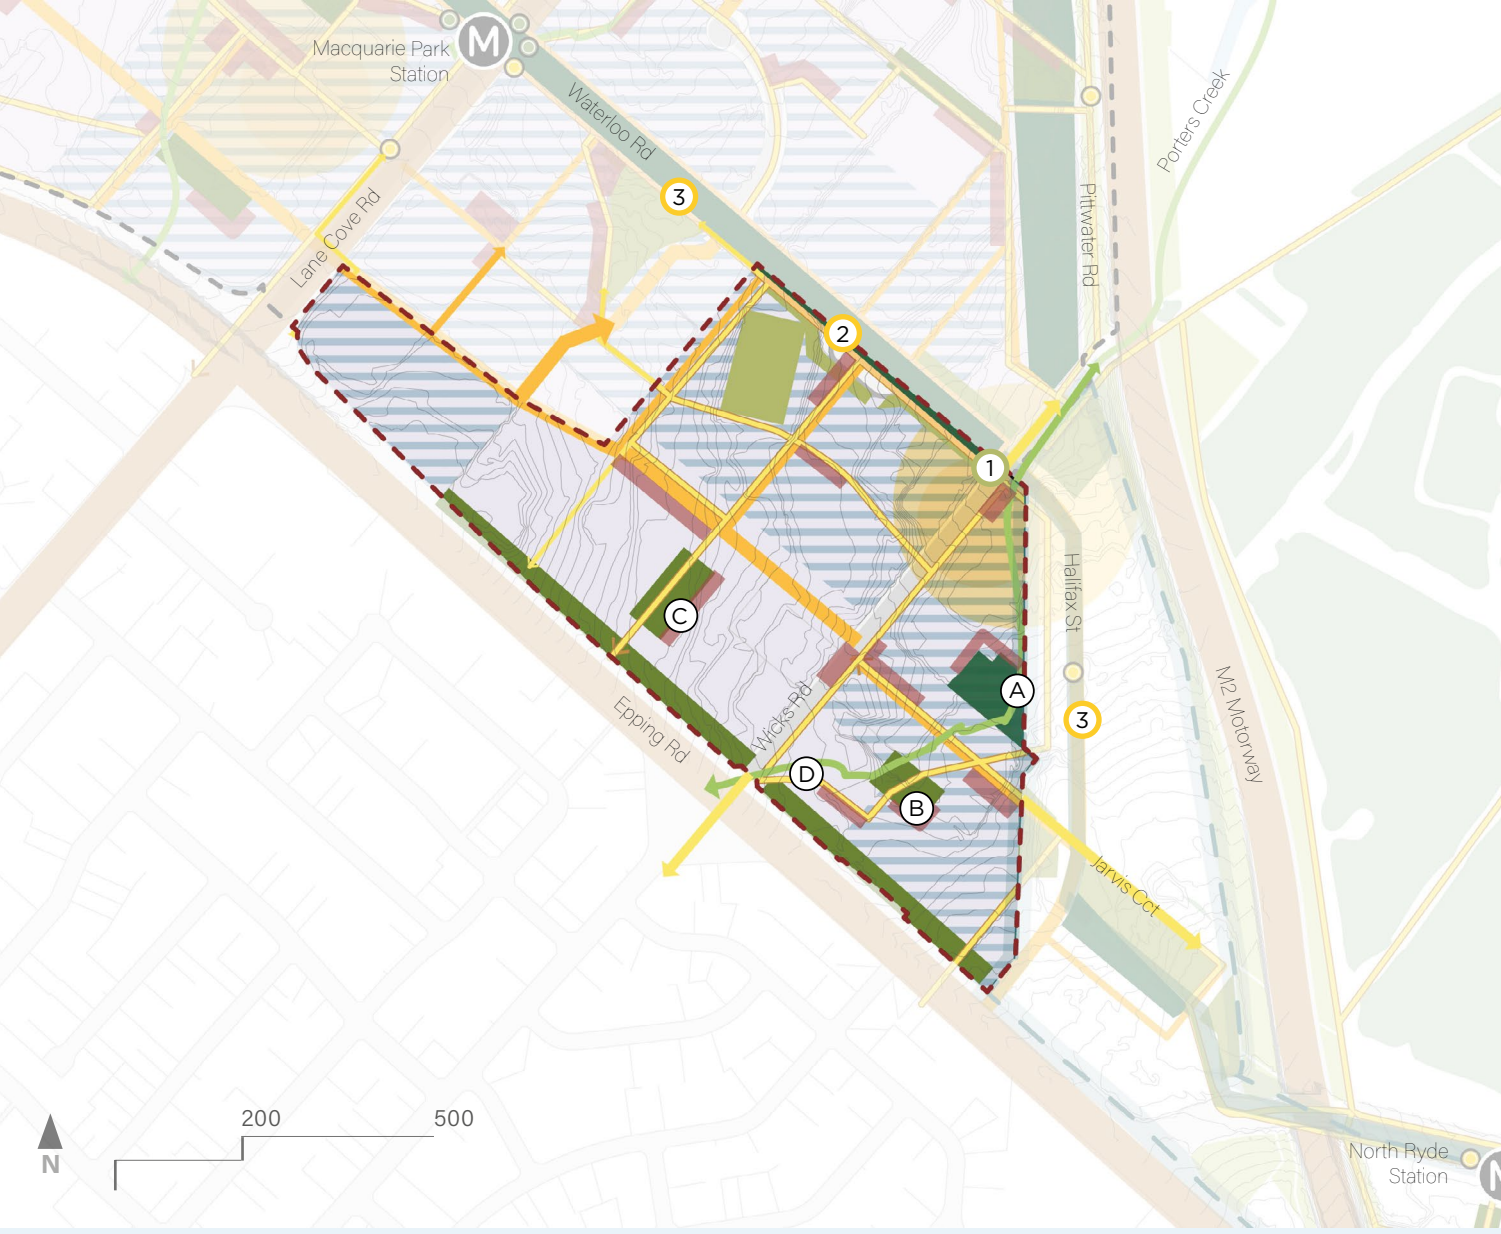 M
Macquarie Park
Station
Waterloo Rd
Porters Creek
3
Pittwater Rd
Lane Cove Rd
2
1
Halifax St
C
A
Wicks Rd
Epping Rd
3
M2 Motorway
D
B
Jarvis Cct
200
500
N
North Ryde
Station